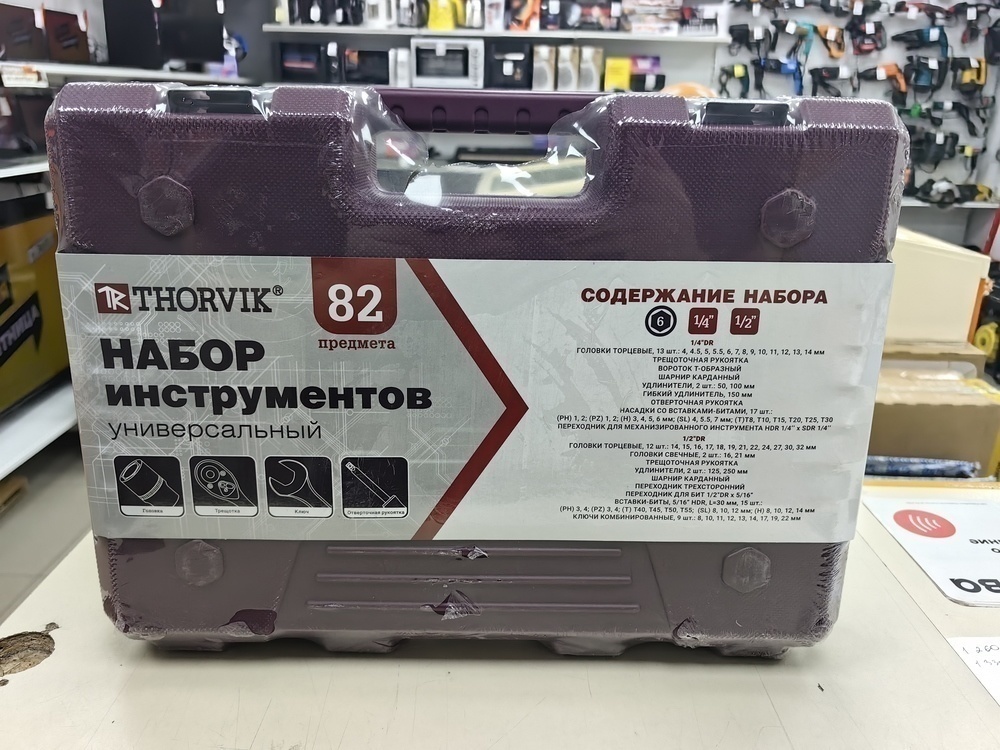 THORVIK®
82
предмета
НАБОР
инструментов
универсальный
Головка
Трещотка
Ключ
Отверточная рукоятка
СОДЕРЖАНИЕ НАБОРА
6 1/4" 1/2"
1/4"DR
ГОЛОВКИ ТОРЦЕВЫЕ, 13 шт.: 4, 4.5, 5, 5.5, 6, 7, 8, 9, 10, 11, 12, 13, 14 мм
ТРЕЩОТОЧНАЯ РУКОЯТКА
ВОРОТОК Т-ОБРАЗНЫЙ
ШАРНИР КАРДАННЫЙ
УДЛИНИТЕЛИ, 2 шт.: 50, 100 мм
ГИБКИЙ УДЛИНИТЕЛЬ, 150 мм
ОТВЕРТОЧНАЯ РУКОЯТКА
НАСАДКИ СО ВСТАВКАМИ-БИТАМИ, 17 шт.:
(PH) 1, 2; (PZ) 1, 2; (H) 3, 4, 5, 6 мм; (SL) 4, 5.5, 7 мм; (T)T8, T10, T15, T20, T25, T30
ПЕРЕХОДНИК ДЛЯ МЕХАНИЗИРОВАННОГО ИНСТРУМЕНТА HDR 1/4" x SDR 1/4"
1/2"DR
ГОЛОВКИ ТОРЦЕВЫЕ, 12 шт.: 14, 15, 16, 17, 18, 19, 21, 22, 24, 27, 30, 32 мм
ГОЛОВКИ СВЕЧНЫЕ, 2 шт.: 16, 21 мм
ТРЕЩОТОЧНАЯ РУКОЯТКА
УДЛИНИТЕЛИ, 2 шт.: 125, 250 мм
ШАРНИР КАРДАННЫЙ
ПЕРЕХОДНИК ТРЕХСТОРОННИЙ
ПЕРЕХОДНИК ДЛЯ БИТ 1/2"DR x 5/16"
ВСТАВКИ-БИТЫ, 5/16" HDR, L=30 мм, 15 шт.:
(PH) 3, 4; (PZ) 3, 4; (T) T40, T45, T50, T55; (SL) 8, 10, 12 мм; (H) 8, 10, 12, 14 мм
КЛЮЧИ КОМБИНИРОВАННЫЕ, 9 шт.: 8, 10, 11, 12, 13, 14, 17, 19, 22 мм